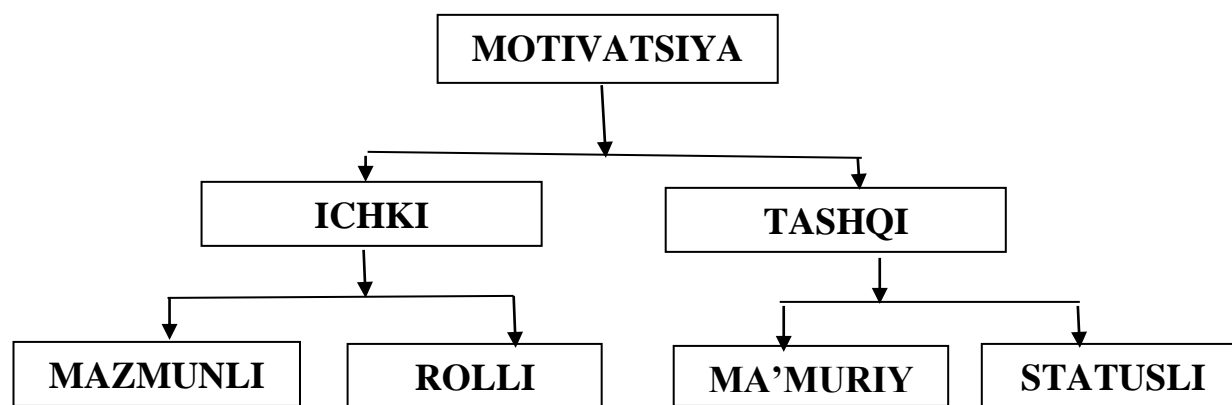 MOTIVATSIYA
ICHKI
TASHQI
MAZMUNLI
ROLLI
MA’MURIY
STATUSLI